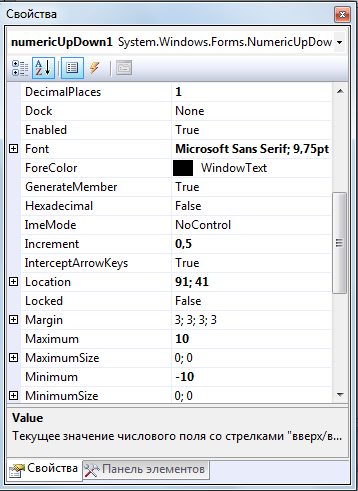 Свойства
numericUpDown1 System.Windows.Forms.NumericUpDow
DecimalPlaces 1
Dock None
Enabled True
Font Microsoft Sans Serif; 9,75pt
ForeColor WindowText
GenerateMember True
Hexadecimal False
ImeMode NoControl
Increment 0,5
InterceptArrowKeys True
Location 91; 41
Locked False
Margin 3; 3; 3; 3
Maximum 10
MaximumSize 0; 0
Minimum -10
MinimumSize 0; 0
Value
Текущее значение числового поля со стрелками "вверх/в...
Свойства Панель элементов